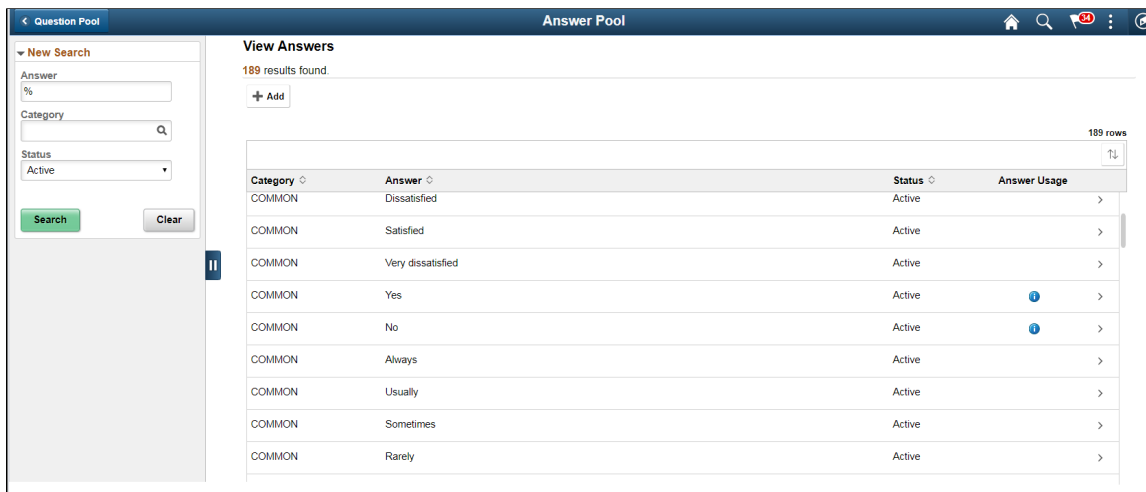 Question Pool
Answer Pool
34
New Search
Answer
%
Category
Status
Active
Search
Clear
View Answers
189 results found.
+ Add
189 rows
Category Answer Status Answer Usage
COMMON Dissatisfied Active
COMMON Satisfied Active
COMMON Very dissatisfied Active
COMMON Yes Active
COMMON No Active
COMMON Always Active
COMMON Usually Active
COMMON Sometimes Active
COMMON Rarely Active